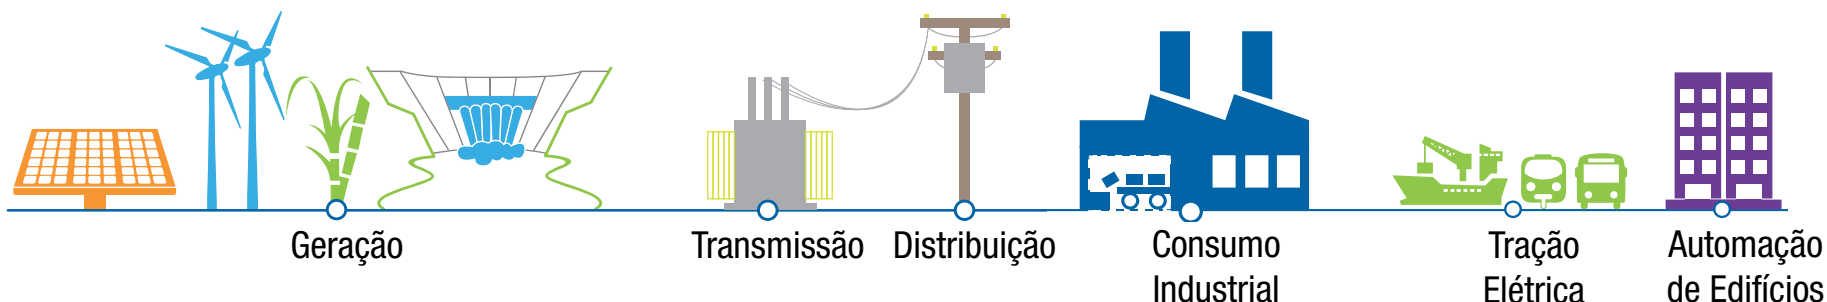 Geração
Transmissão
Distribuição
Consumo
Industrial
Tração
Elétrica
Automação
de Edifícios